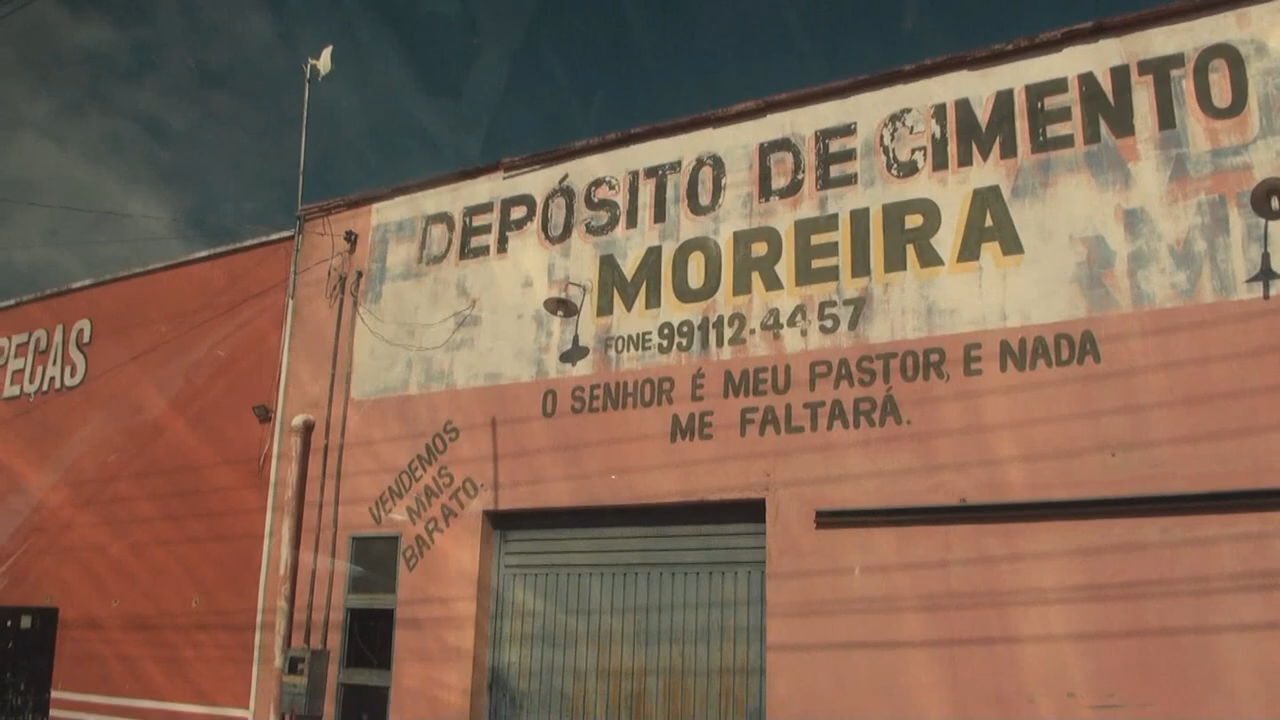 PEÇAS
DEPÓSITO DE CIMENTO
MOREIRA
FONE 99112-4457
O SENHOR É MEU PASTOR, E NADA
ME FALTARÁ.
VENDEMOS
MAIS
BARATO.